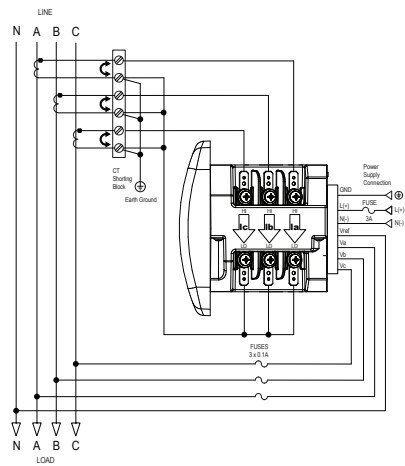 LINE
N A B C
CT
Shorting
Block
Earth Ground
Power
Supply
Connection
GND
L(+) FUSE L(+)
N(-) 3A N(-)
Vref
Va
Vb
Vc
HI HI HI
Ic Ib Ia
LO LO LO
FUSES
3 x 0.1A
N A B C
LOAD